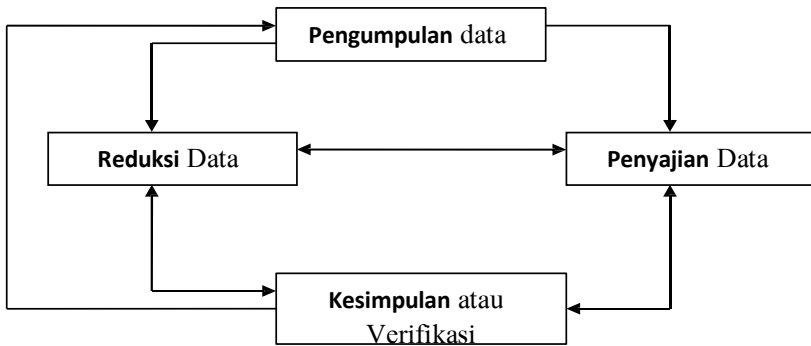 Pengumpulan data
Reduksi Data
Penyajian Data
Kesimpulan atau
Verifikasi